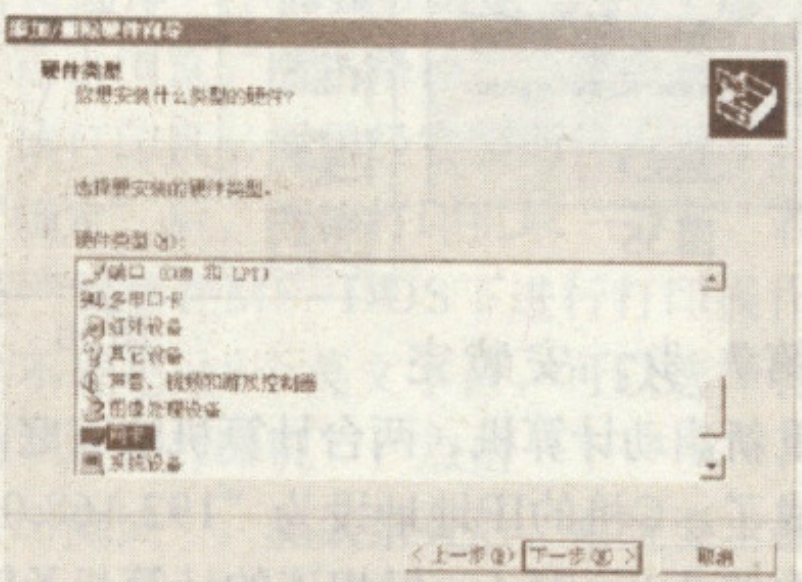 添加/删除硬件向导
硬件类型
您想安装什么类型的硬件?
选择要安装的硬件类型。
硬件类型(H):
端口 (COM 和 LPT)
多串口卡
红外设备
其它设备
声音、视频和游戏控制器
图像处理设备
网卡
系统设备
< 上一步(B) 下一步(N) > 取消